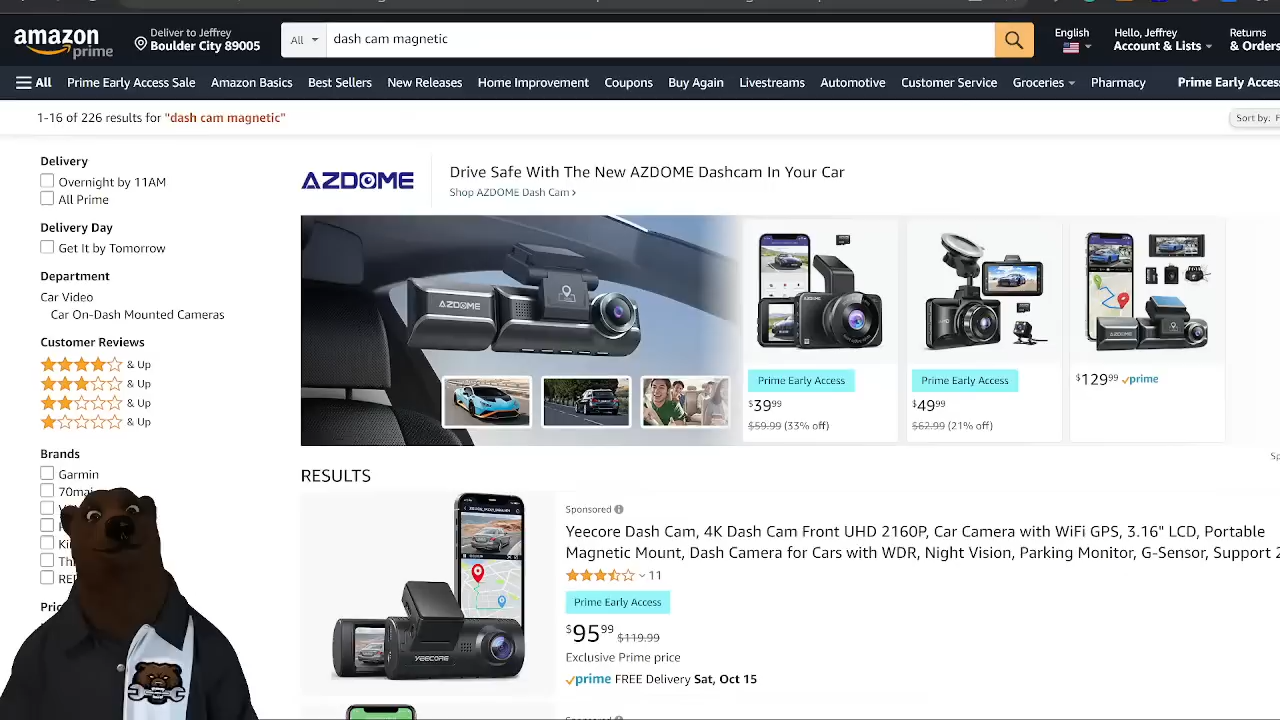 amazon
prime
Deliver to Jeffrey
Boulder City 89005
All
dash cam magnetic
English
Hello, Jeffrey
Account & Lists
Returns
& Orders
All
Prime Early Access Sale
Amazon Basics
Best Sellers
New Releases
Home Improvement
Coupons
Buy Again
Livestreams
Automotive
Customer Service
Groceries
Pharmacy
Prime Early Acces
1-16 of 226 results for "dash cam magnetic"
Sort by: F
Delivery
Overnight by 11AM
All Prime
Delivery Day
Get It by Tomorrow
Department
Car Video
Car On-Dash Mounted Cameras
Customer Reviews
& Up
& Up
& Up
& Up
Brands
Garmin
70mai
AZDOME
Drive Safe With The New AZDOME Dashcam In Your Car
Shop AZDOME Dash Cam ›
AZDOME
Prime Early Access
$39.99
$59.99 (33% off)
Prime Early Access
$49.99
$62.99 (21% off)
$129.99 prime
RESULTS
YEECORE
Sponsored
Yeecore Dash Cam, 4K Dash Cam Front UHD 2160P, Car Camera with WiFi GPS, 3.16" LCD, Portable
Magnetic Mount, Dash Camera for Cars with WDR, Night Vision, Parking Monitor, G-Sensor, Support 2
11
Prime Early Access
$95.99 $119.99
Exclusive Prime price
prime FREE Delivery Sat, Oct 15